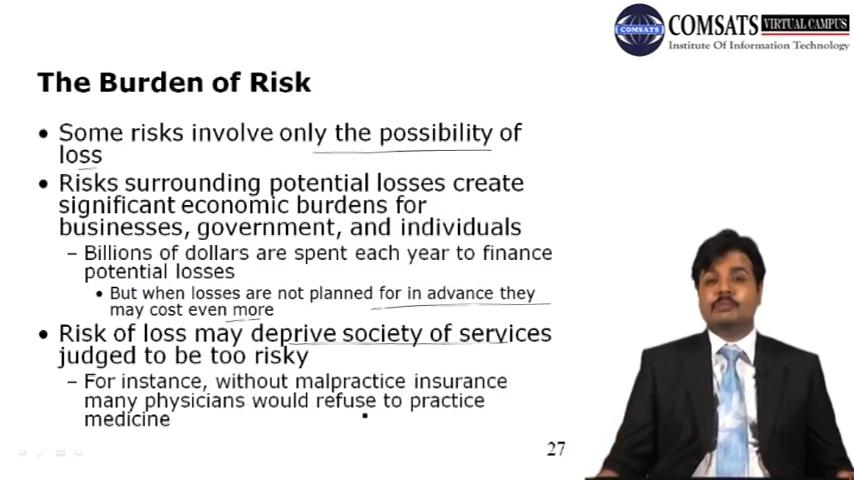 COMSATS VIRTUAL CAMPUS
Institute Of Information Technology
The Burden of Risk
• Some risks involve only the possibility of
loss
• Risks surrounding potential losses create
significant economic burdens for
businesses, government, and individuals
– Billions of dollars are spent each year to finance
potential losses
• But when losses are not planned for in advance they
may cost even more
• Risk of loss may deprive society of services
judged to be too risky
– For instance, without malpractice insurance
many physicians would refuse to practice
medicine
27